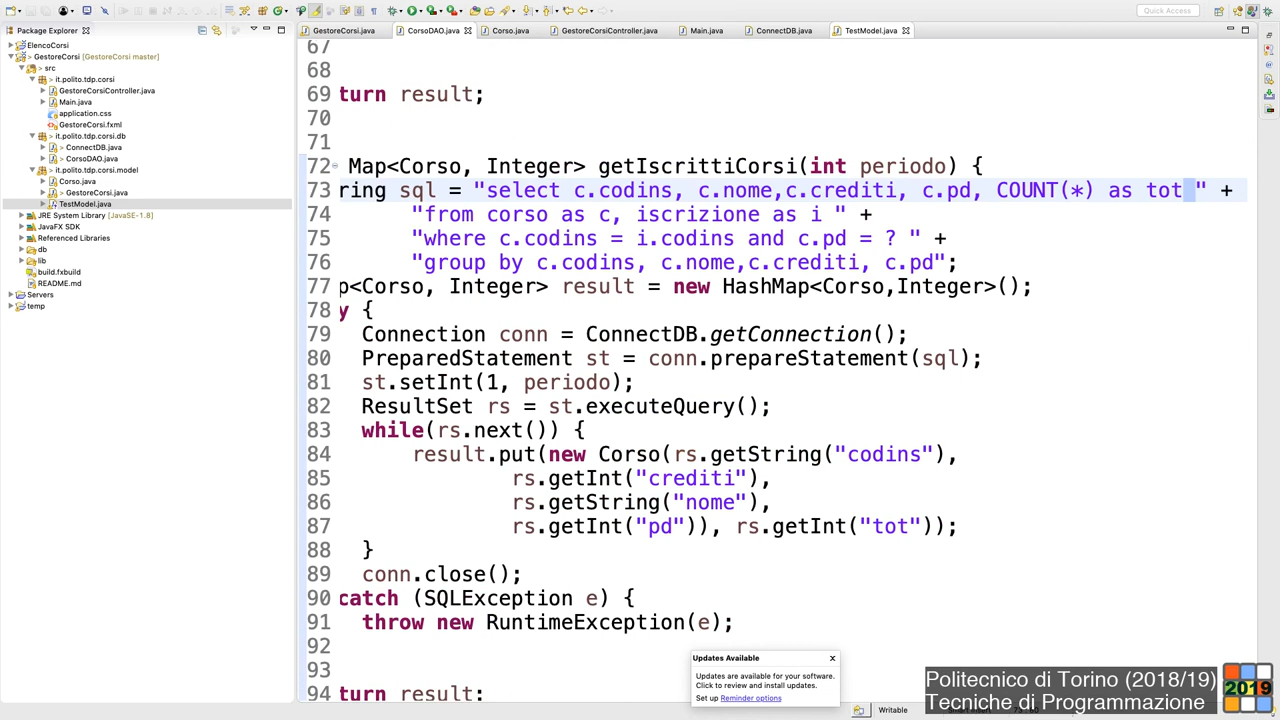 Quick Access
Package Explorer
GestoreCorsi.java
CorsoDAO.java
Corso.java
GestoreCorsiController.java
Main.java
ConnectDB.java
TestModel.java
ElencoCorsi
GestoreCorsi [GestoreCorsi master]
src
it.polito.tdp.corsi
GestoreCorsiController.java
Main.java
application.css
GestoreCorsi.fxml
it.polito.tdp.corsi.db
ConnectDB.java
CorsoDAO.java
it.polito.tdp.corsi.model
Corso.java
GestoreCorsi.java
TestModel.java
JRE System Library [JavaSE-1.8]
JavaFX SDK
Referenced Libraries
db
lib
build.fxbuild
README.md
Servers
temp
67
68
69 turn result;
70
71
72 Map<Corso, Integer> getIscrittiCorsi(int periodo) {
73 ring sql = "select c.codins, c.nome,c.crediti, c.pd, COUNT(*) as tot " +
74 "from corso as c, iscrizione as i " +
75 "where c.codins = i.codins and c.pd = ? " +
76 "group by c.codins, c.nome,c.crediti, c.pd";
77 p<Corso, Integer> result = new HashMap<Corso,Integer>();
78 y {
79 Connection conn = ConnectDB.getConnection();
80 PreparedStatement st = conn.prepareStatement(sql);
81 st.setInt(1, periodo);
82 ResultSet rs = st.executeQuery();
83 while(rs.next()) {
84 result.put(new Corso(rs.getString("codins"),
85 rs.getInt("crediti"),
86 rs.getString("nome"),
87 rs.getInt("pd")), rs.getInt("tot"));
88 }
89 conn.close();
90 catch (SQLException e) {
91 throw new RuntimeException(e);
92
93
94 turn result;
Updates Available
Updates are available for your software.
Click to review and install updates.
Set up Reminder options
Writable
Politecnico di Torino (2018/19)
Tecniche di Programmazione
2019